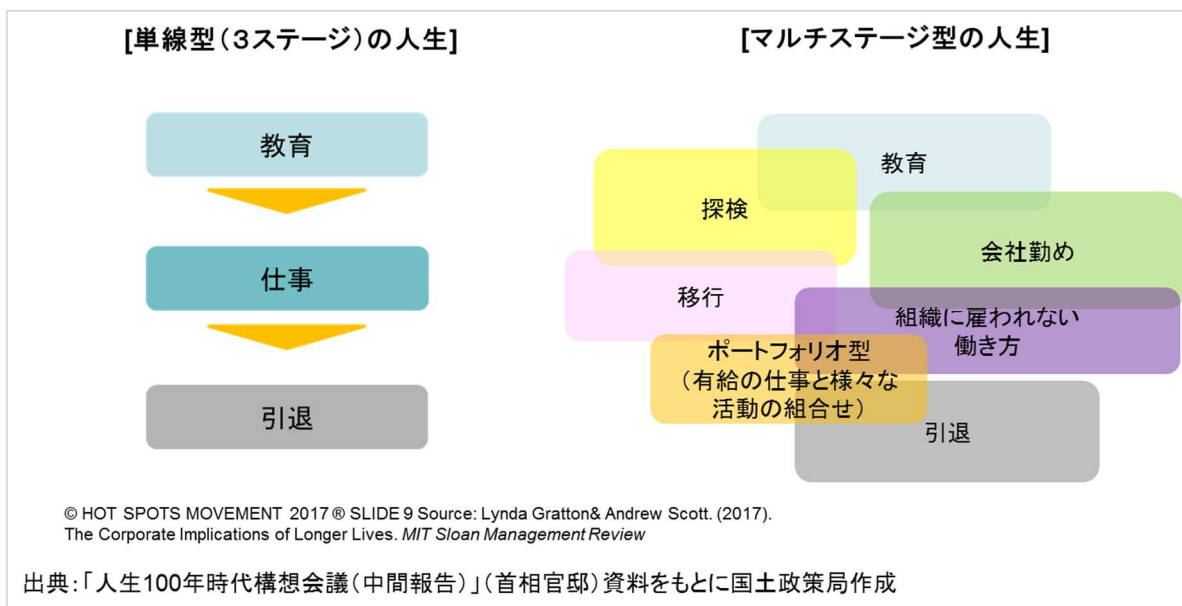 [単線型（３ステージ）の人生]
教育
仕事
引退
[マルチステージ型の人生]
教育
探検
会社勤め
移行
組織に雇われない
働き方
ポートフォリオ型
（有給の仕事と様々な
活動の組合せ）
引退
© HOT SPOTS MOVEMENT 2017 ® SLIDE 9 Source: Lynda Gratton& Andrew Scott. (2017).
The Corporate Implications of Longer Lives. MIT Sloan Management Review
出典：「人生100年時代構想会議（中間報告）」（首相官邸）資料をもとに国土政策局作成